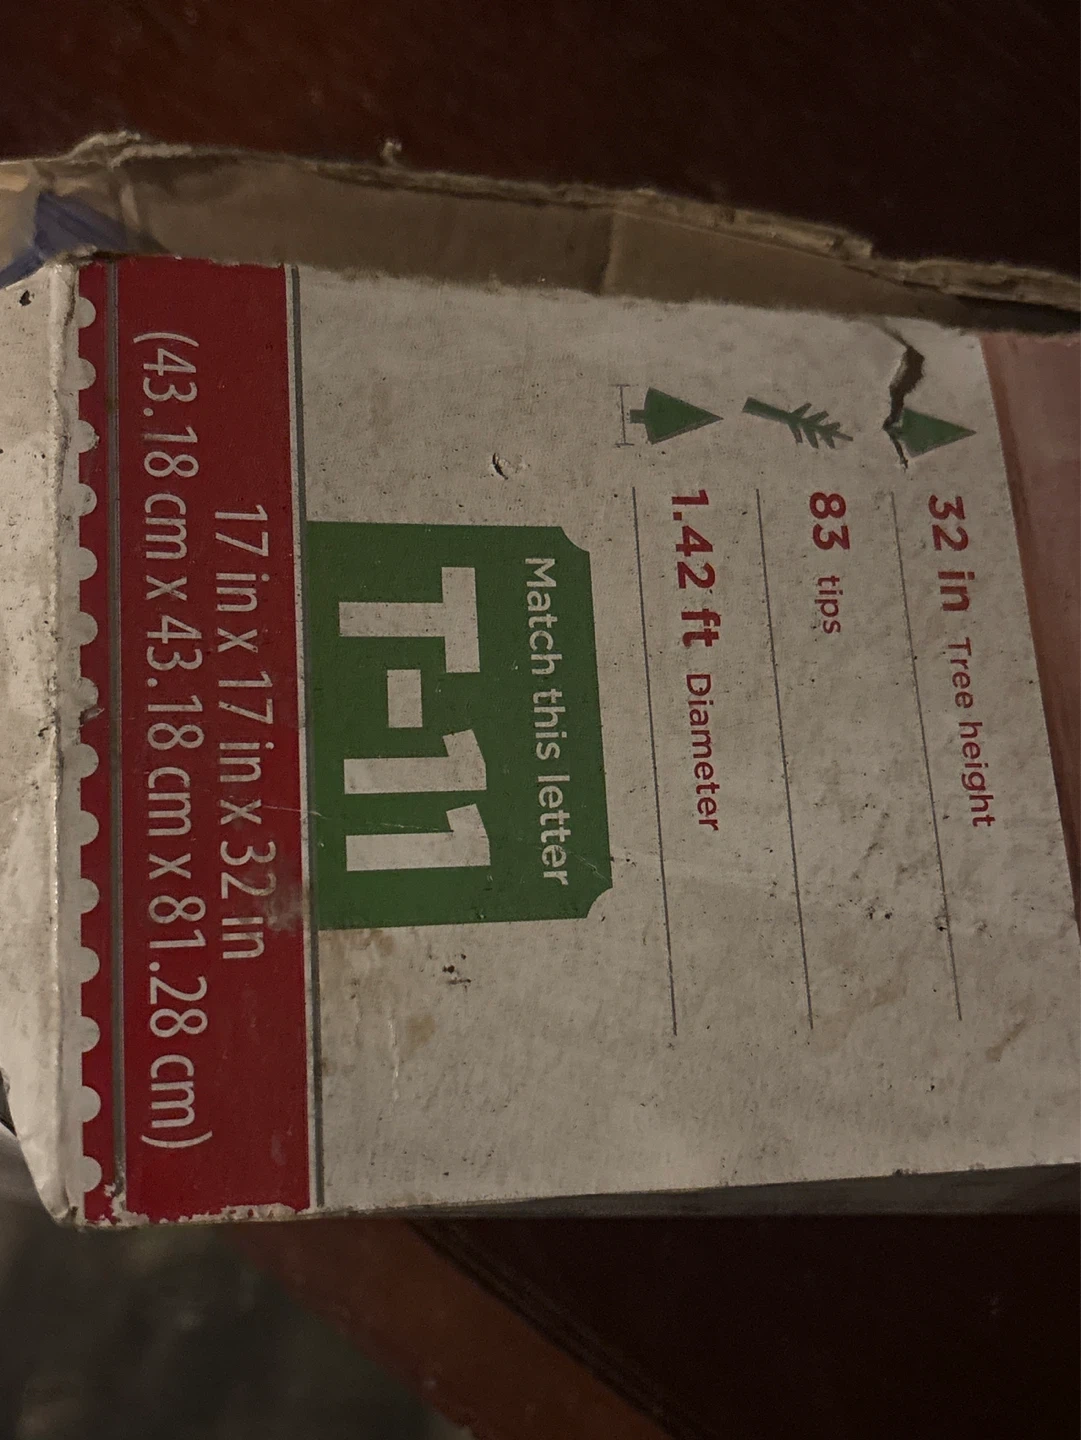 32 in Tree height
83 tips
1.42 ft Diameter
Match this letter
T-11
17 in x 17 in x 32 in
(43.18 cm x 43.18 cm x 81.28 cm)